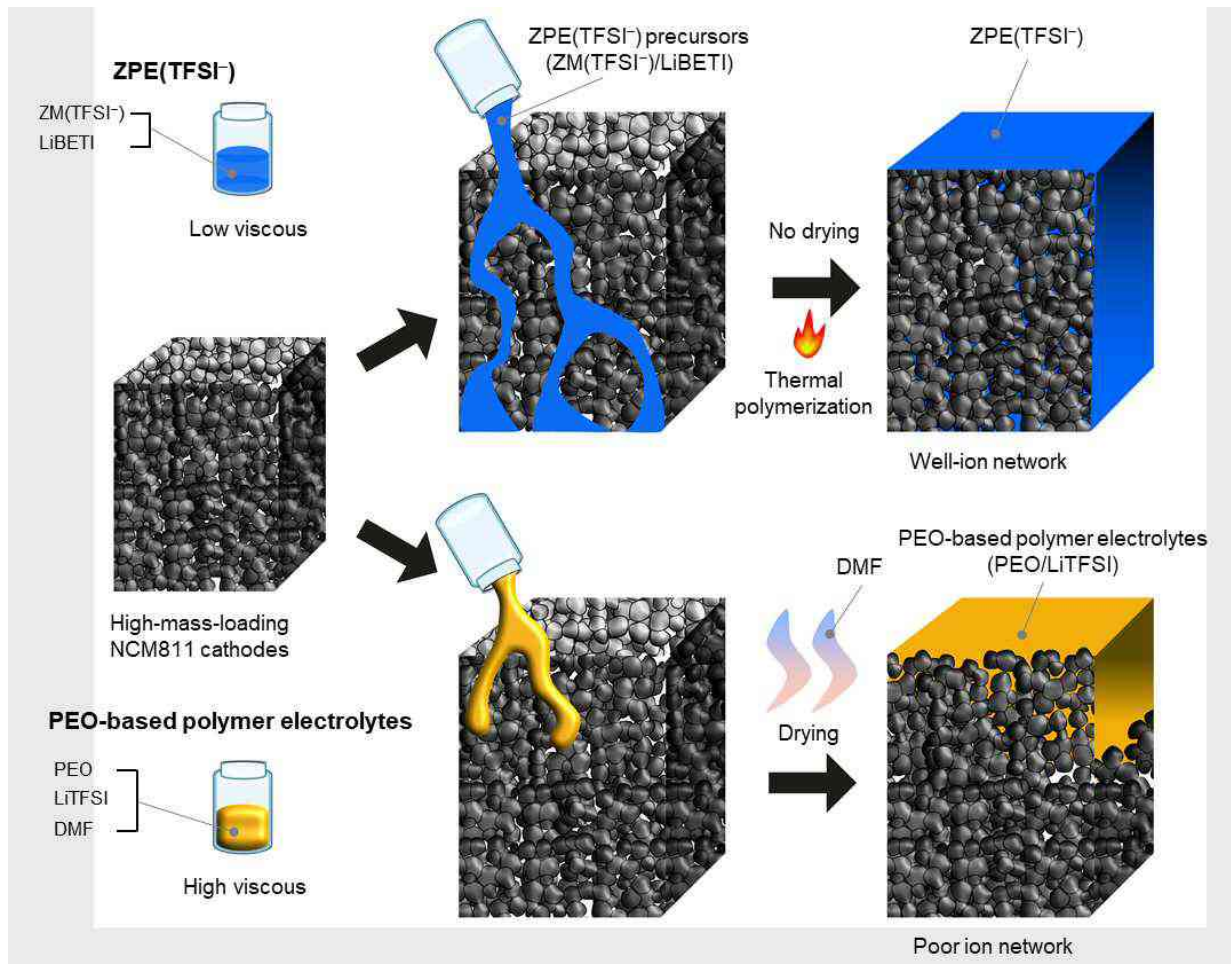 ZPE(TFSI⁻)
ZM(TFSI⁻)
LiBETI
Low viscous
ZPE(TFSI⁻) precursors
(ZM(TFSI⁻)/LiBETI)
No drying
Thermal
polymerization
ZPE(TFSI⁻)
Well-ion network
High-mass-loading
NCM811 cathodes
PEO-based polymer electrolytes
PEO
LiTFSI
DMF
High viscous
DMF
Drying
PEO-based polymer electrolytes
(PEO/LiTFSI)
Poor ion network